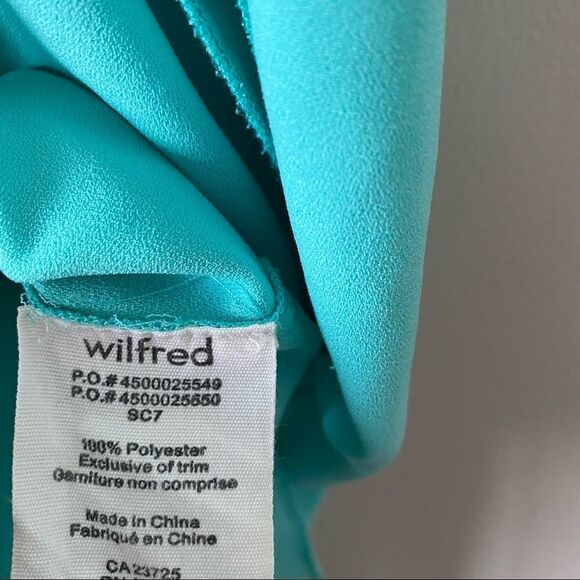 wilfred
P.O.#4500025549
P.O.#4500025550
SC7
100% Polyester
Exclusive of trim
Garniture non comprise
Made in China
Fabriqué en Chine
CA 23725